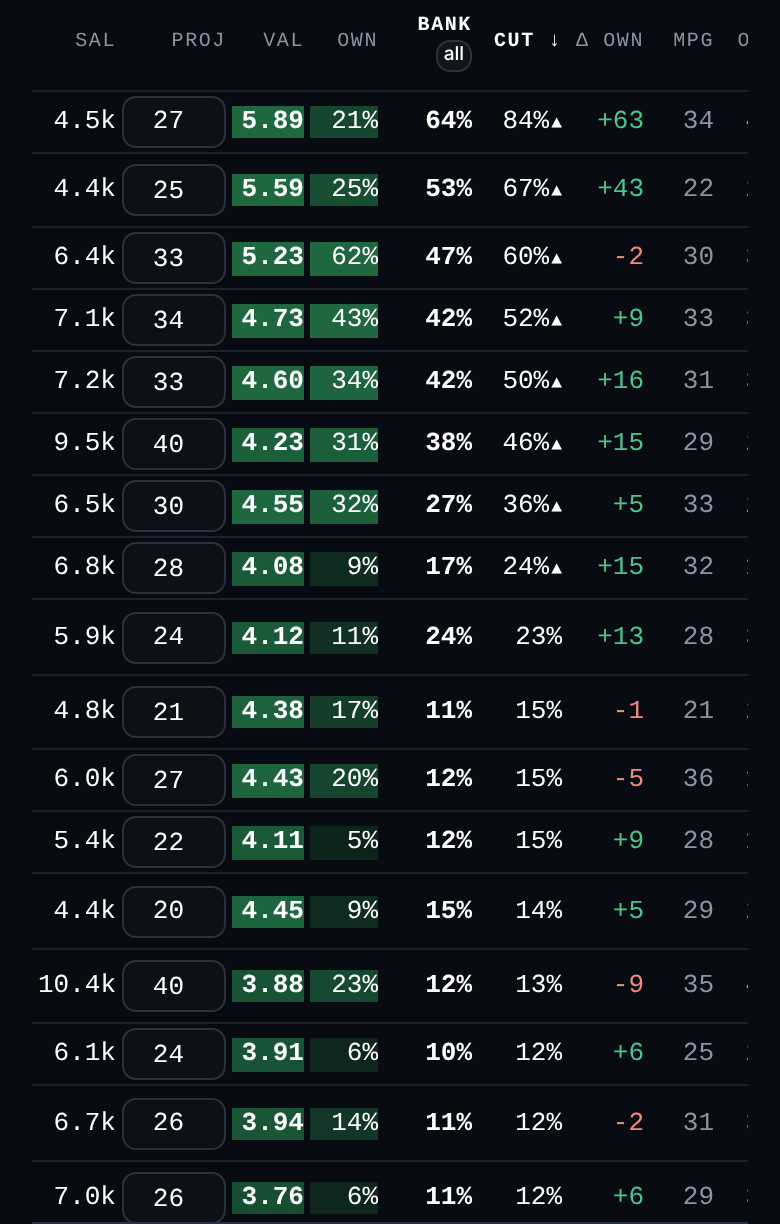 SAL PROJ VAL OWN BANK all CUT ↓ Δ OWN MPG
4.5k 27 5.89 21% 64% 84%▲ +63 34
4.4k 25 5.59 25% 53% 67%▲ +43 22
6.4k 33 5.23 62% 47% 60%▲ -2 30
7.1k 34 4.73 43% 42% 52%▲ +9 33
7.2k 33 4.60 34% 42% 50%▲ +16 31
9.5k 40 4.23 31% 38% 46%▲ +15 29
6.5k 30 4.55 32% 27% 36%▲ +5 33
6.8k 28 4.08 9% 17% 24%▲ +15 32
5.9k 24 4.12 11% 24% 23% +13 28
4.8k 21 4.38 17% 11% 15% -1 21
6.0k 27 4.43 20% 12% 15% -5 36
5.4k 22 4.11 5% 12% 15% +9 28
4.4k 20 4.45 9% 15% 14% +5 29
10.4k 40 3.88 23% 12% 13% -9 35
6.1k 24 3.91 6% 10% 12% +6 25
6.7k 26 3.94 14% 11% 12% -2 31
7.0k 26 3.76 6% 11% 12% +6 29